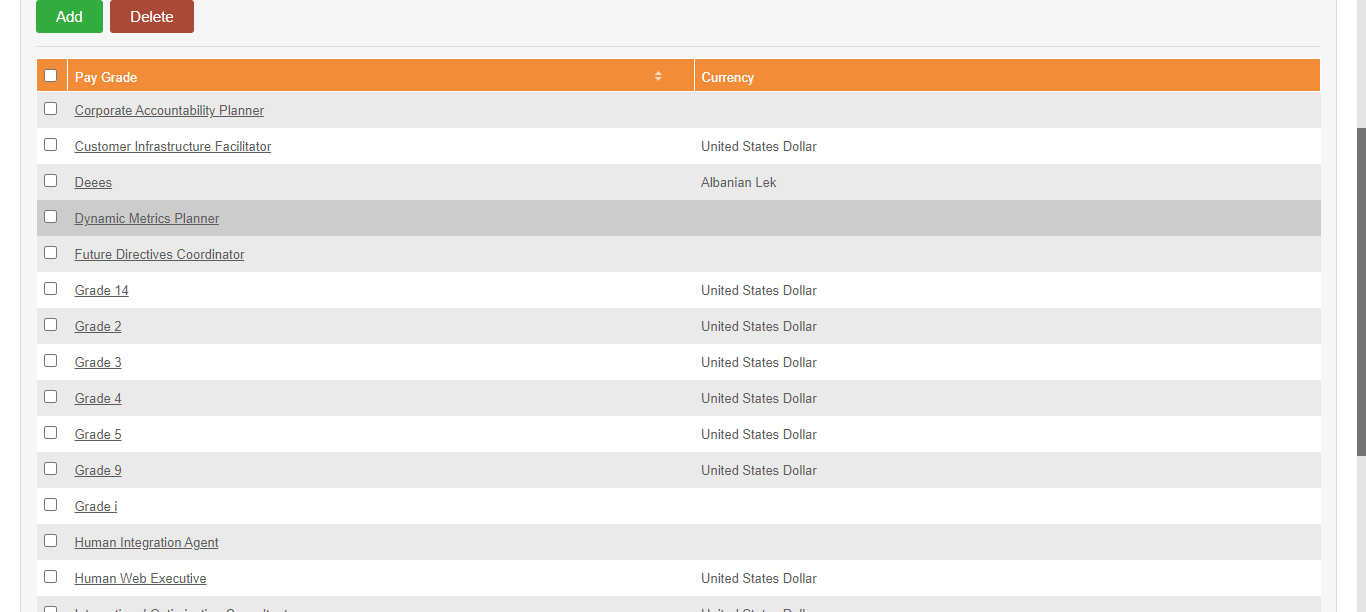 Add Delete
Pay Grade Currency
Corporate Accountability Planner
Customer Infrastructure Facilitator United States Dollar
Deees Albanian Lek
Dynamic Metrics Planner
Future Directives Coordinator
Grade 14 United States Dollar
Grade 2 United States Dollar
Grade 3 United States Dollar
Grade 4 United States Dollar
Grade 5 United States Dollar
Grade 9 United States Dollar
Grade i
Human Integration Agent
Human Web Executive United States Dollar